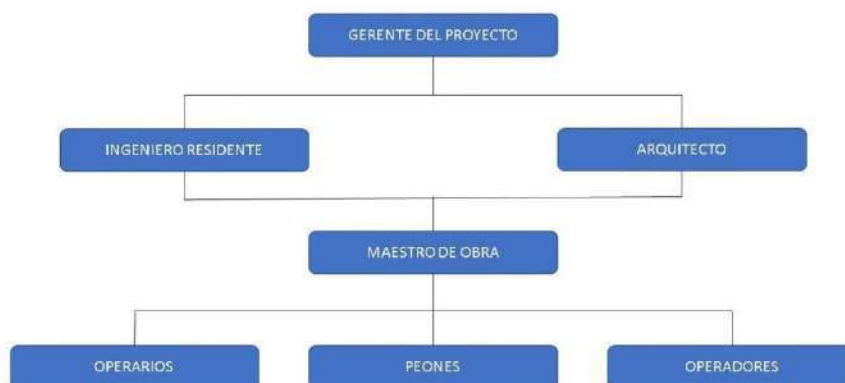 GERENTE DEL PROYECTO
INGENIERO RESIDENTE
ARQUITECTO
MAESTRO DE OBRA
OPERARIOS
PEONES
OPERADORES